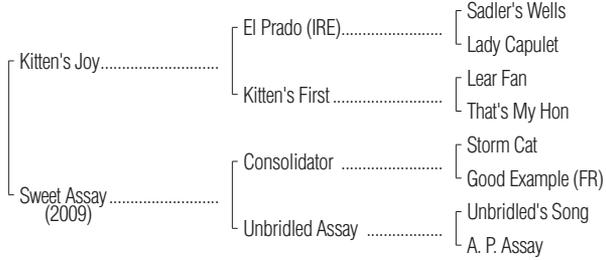 Sadler's Wells
El Prado (IRE)..............................
Lady Capulet
Kitten's Joy...................................
Lear Fan
Kitten's First ................................
That's My Hon
Storm Cat
Consolidator ..............................
Good Example (FR)
Sweet Assay ................................
(2009)
Unbridled's Song
Unbridled Assay ......................
A. P. Assay